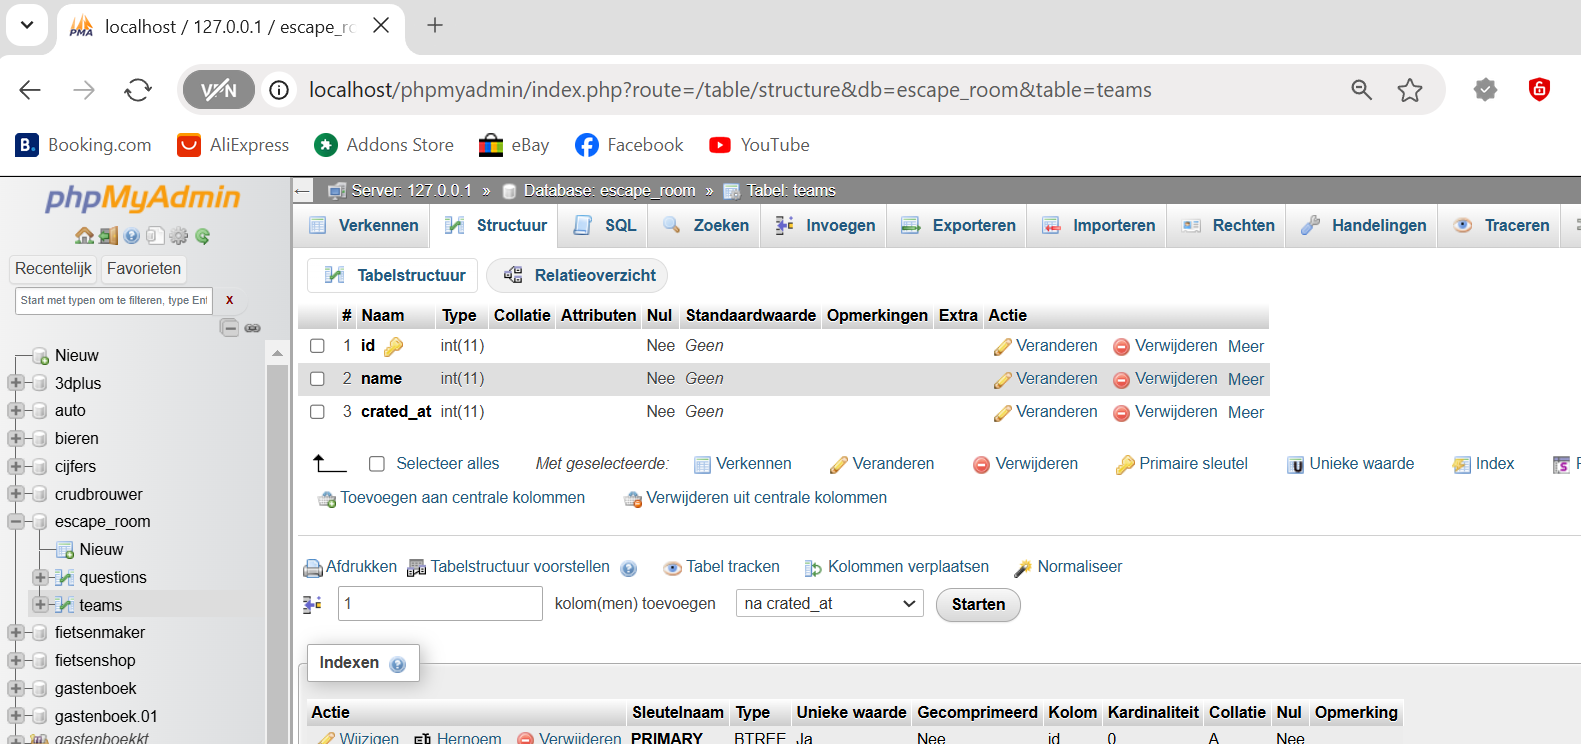 localhost / 127.0.0.1 / escape_rc
VPN
localhost/phpmyadmin/index.php?route=/table/structure&db=escape_room&table=teams
B. Booking.com AliExpress Addons Store eBay Facebook YouTube
phpMyAdmin
Recentelijk Favorieten
Start met typen om te filteren, type Ent X
Nieuw
3dplus
auto
bieren
cijfers
crudbrouwer
escape_room
Nieuw
questions
teams
fietsenmaker
fietsenshop
gastenboek
gastenboek.01
gastenboekkt
Server: 127.0.0.1 » Database: escape_room » Tabel: teams
Verkennen Structuur SQL Zoeken Invoegen Exporteren Importeren Rechten Handelingen Traceren
Tabelstructuur Relatieoverzicht
# Naam Type Collatie Attributen Nul Standaardwaarde Opmerkingen Extra Actie
1 id int(11) Nee Geen Veranderen Verwijderen Meer
2 name int(11) Nee Geen Veranderen Verwijderen Meer
3 crated_at int(11) Nee Geen Veranderen Verwijderen Meer
Selecteer alles Met geselecteerde: Verkennen Veranderen Verwijderen Primaire sleutel Unieke waarde Index
Toevoegen aan centrale kolommen Verwijderen uit centrale kolommen
Afdrukken Tabelstructuur voorstellen Tabel tracken Kolommen verplaatsen Normaliseer
1 kolom(men) toevoegen na crated_at Starten
Indexen
Actie Sleutelnaam Type Unieke waarde Gecomprimeerd Kolom Kardinaliteit Collatie Nul Opmerking
Wijzigen Hernoem Verwijderen PRIMARY BTREE Ja Nee id 0 A Nee